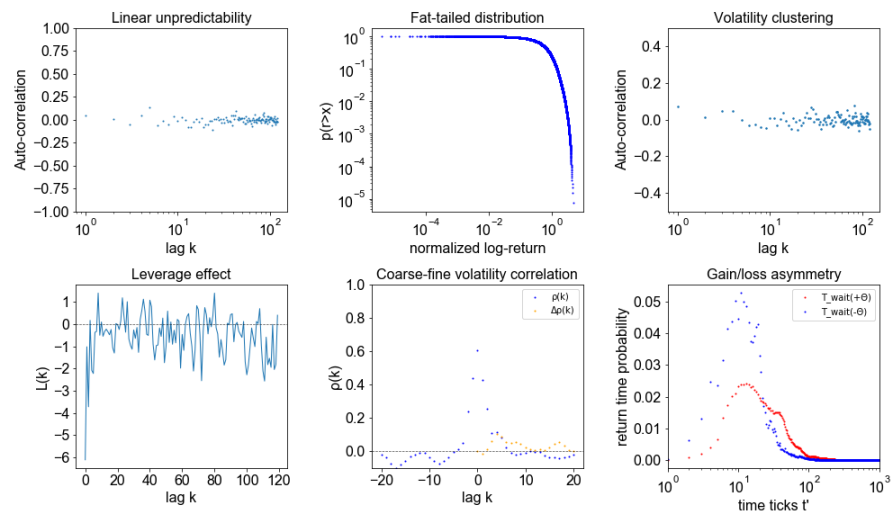 Linear unpredictability
1.00
0.75
0.50
0.25
0.00
−0.25
−0.50
−0.75
−1.00
Auto-correlation
10^0
10^1
10^2
lag k
Fat-tailed distribution
10^0
10^−1
10^−2
10^−3
10^−4
10^−5
p(r>x)
10^−4
10^−2
10^0
normalized log-return
Volatility clustering
0.4
0.2
0.0
−0.2
−0.4
Auto-correlation
10^0
10^1
10^2
lag k
Leverage effect
1
0
−1
−2
−3
−4
−5
−6
L(k)
0
20
40
60
80
100
120
lag k
Coarse-fine volatility correlation
ρ(k)
Δρ(k)
1.0
0.8
0.6
0.4
0.2
0.0
ρ(k)
−20
−10
0
10
20
lag k
Gain/loss asymmetry
T_wait(+Θ)
T_wait(-Θ)
0.05
0.04
0.03
0.02
0.01
0.00
return time probability
10^0
10^1
10^2
10^3
time ticks t'